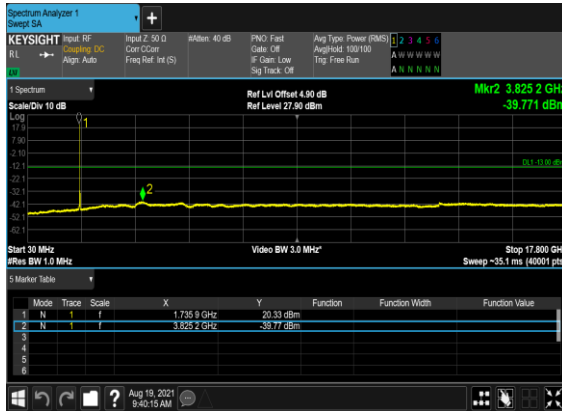 Spectrum Analyzer 1
Swept SA
+
KEYSIGHT Input: RF Input Z: 50 Ω #Atten: 40 dB PNO: Fast Avg Type: Power (RMS) 1 2 3 4 5 6
RL Coupling: DC Corr CCorr Gate: Off Avg|Hold: 100/100 A W W W W W
Align: Auto Freq Ref: Int (S) IF Gain: Low Trig: Free Run
LXI Sig Track: Off A N N N N N
1 Spectrum Ref Lvl Offset 4.90 dB Mkr2 3.825 2 GHz
Scale/Div 10 dB Ref Level 27.90 dBm -39.771 dBm
Log
17.9
7.90
-2.10
-12.1
-22.1
-32.1
-42.1
-52.1
-62.1
1
DL1 -13.00 dBm
2
Start 30 MHz Video BW 3.0 MHz* Stop 17.800 GHz
#Res BW 1.0 MHz Sweep ~35.1 ms (40001 pts)
5 Marker Table
Mode Trace Scale X Y Function Function Width Function Value
1 N 1 f 1.735 9 GHz 20.33 dBm
2 N 1 f 3.825 2 GHz -39.77 dBm
3
4
5
6
? Aug 19, 2021
9:40:15 AM